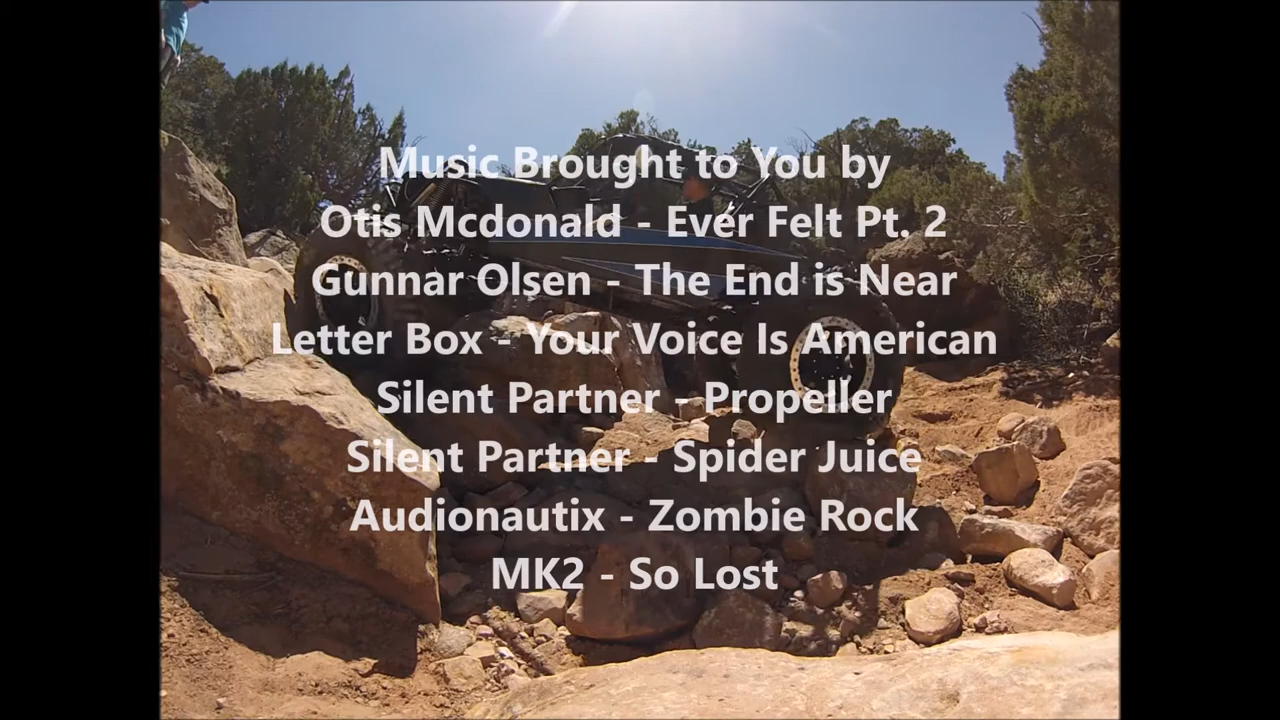 Music Brought to You by
Otis Mcdonald - Ever Felt Pt. 2
Gunnar Olsen - The End is Near
Letter Box - Your Voice Is American
Silent Partner - Propeller
Silent Partner - Spider Juice
Audionautix - Zombie Rock
MK2 - So Lost